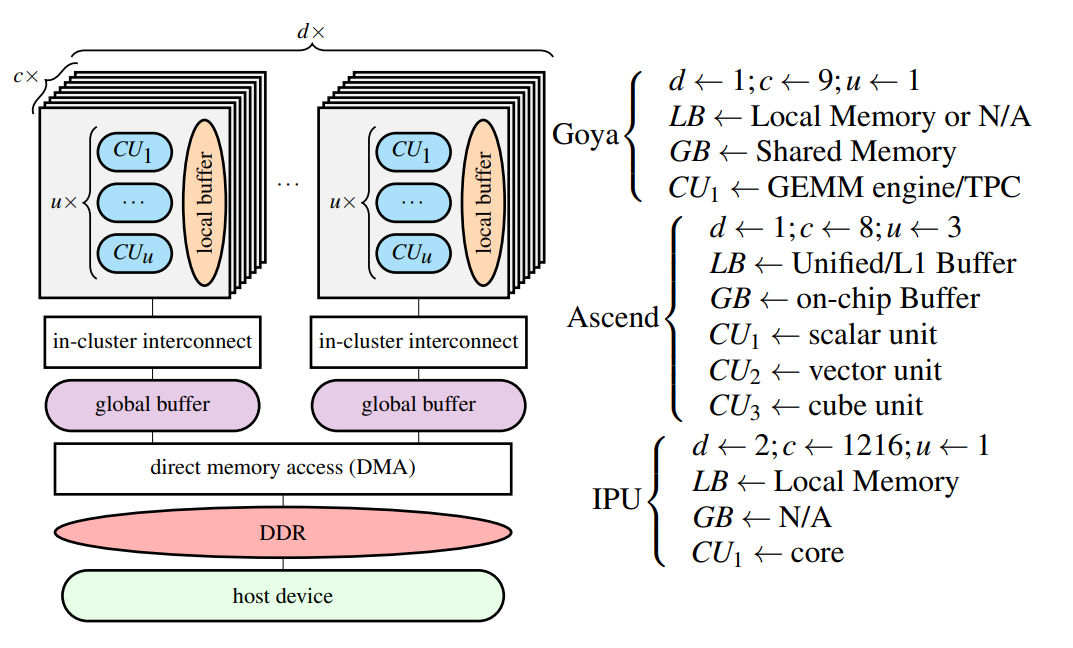 d×
c×
u×
CU1
···
CUu
local buffer
···
u×
CU1
···
CUu
local buffer
in-cluster interconnect
in-cluster interconnect
global buffer
global buffer
direct memory access (DMA)
DDR
host device
Goya
d ← 1; c ← 9; u ← 1
LB ← Local Memory or N/A
GB ← Shared Memory
CU1 ← GEMM engine/TPC
Ascend
d ← 1; c ← 8; u ← 3
LB ← Unified/L1 Buffer
GB ← on-chip Buffer
CU1 ← scalar unit
CU2 ← vector unit
CU3 ← cube unit
IPU
d ← 2; c ← 1216; u ← 1
LB ← Local Memory
GB ← N/A
CU1 ← core